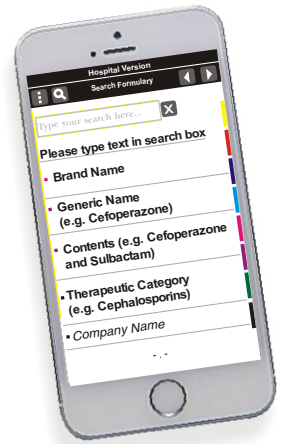 Hospital Version
Search Formulary
Type your search here...
Please type text in search box
Brand Name
Generic Name
(e.g. Cefoperazone)
Contents (e.g. Cefoperazone
and Sulbactam)
Therapeutic Category
(e.g. Cephalosporins)
Company Name
- . -